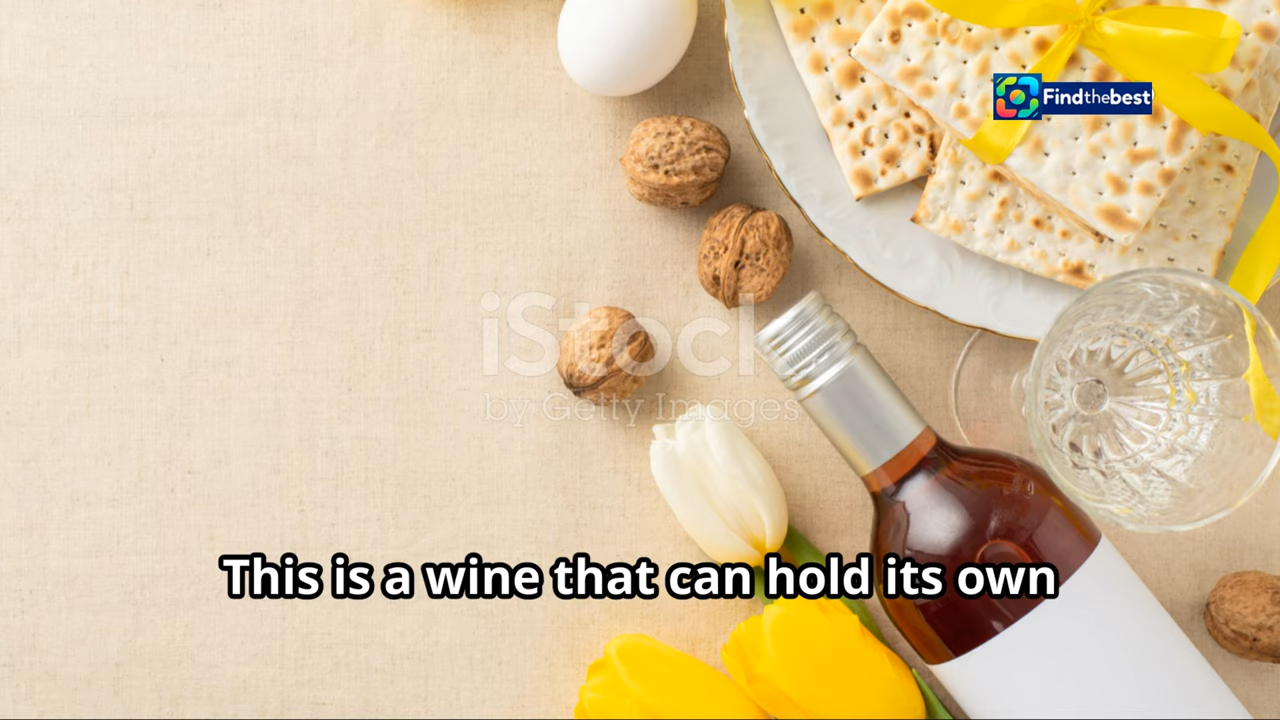 Findthebest
iStock
by Getty Images
This is a wine that can hold its own